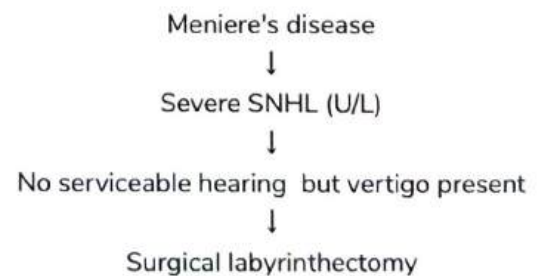 Meniere's disease
↓
Severe SNHL (U/L)
↓
No serviceable hearing but vertigo present
↓
Surgical labyrinthectomy